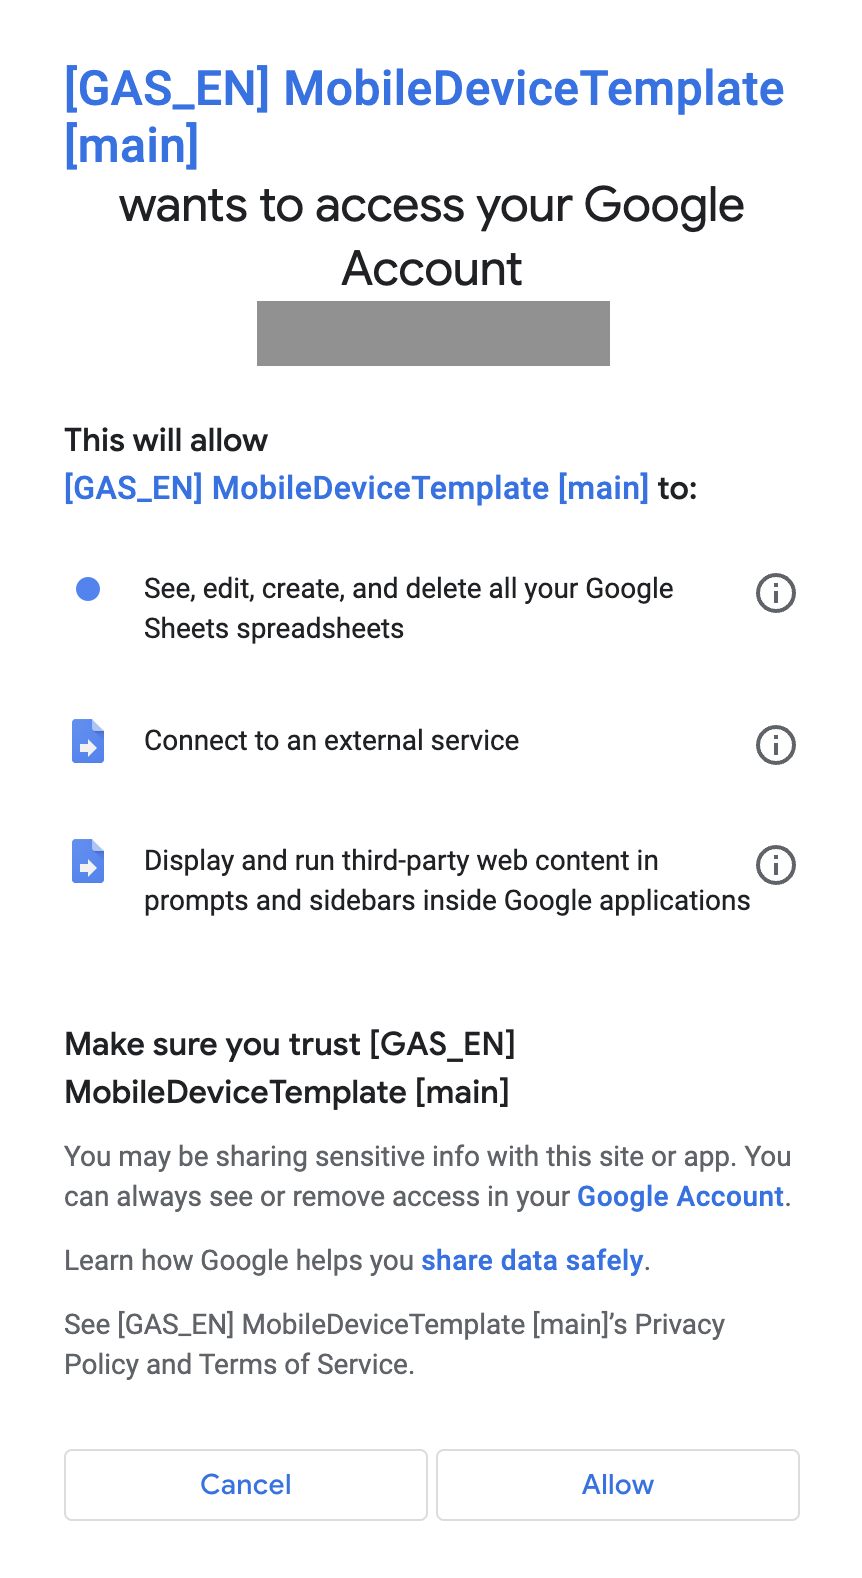 [GAS_EN] MobileDeviceTemplate
[main]
wants to access your Google
Account
This will allow
[GAS_EN] MobileDeviceTemplate [main] to:
See, edit, create, and delete all your Google
Sheets spreadsheets
Connect to an external service
Display and run third-party web content in
prompts and sidebars inside Google applications
Make sure you trust [GAS_EN]
MobileDeviceTemplate [main]
You may be sharing sensitive info with this site or app. You
can always see or remove access in your Google Account.
Learn how Google helps you share data safely.
See [GAS_EN] MobileDeviceTemplate [main]’s Privacy
Policy and Terms of Service.
Cancel
Allow